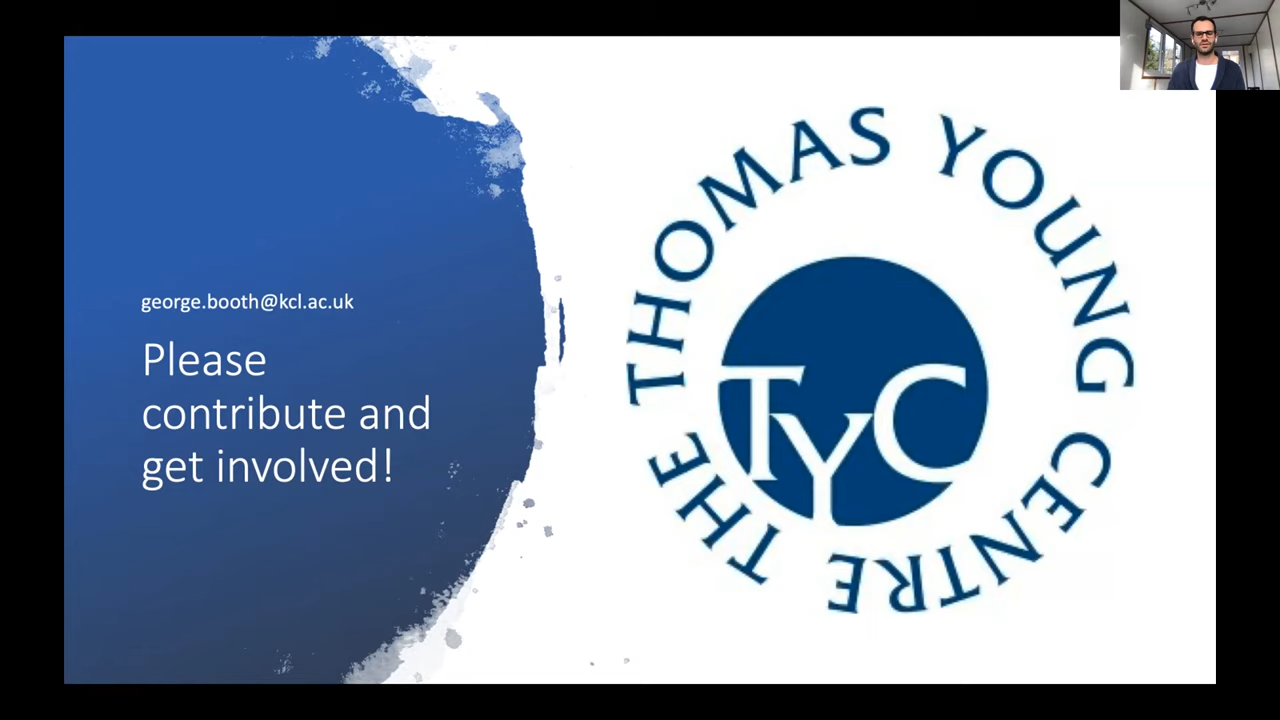 george.booth@kcl.ac.uk
Please
contribute and
get involved!
THE THOMAS YOUNG CENTRE
TYC